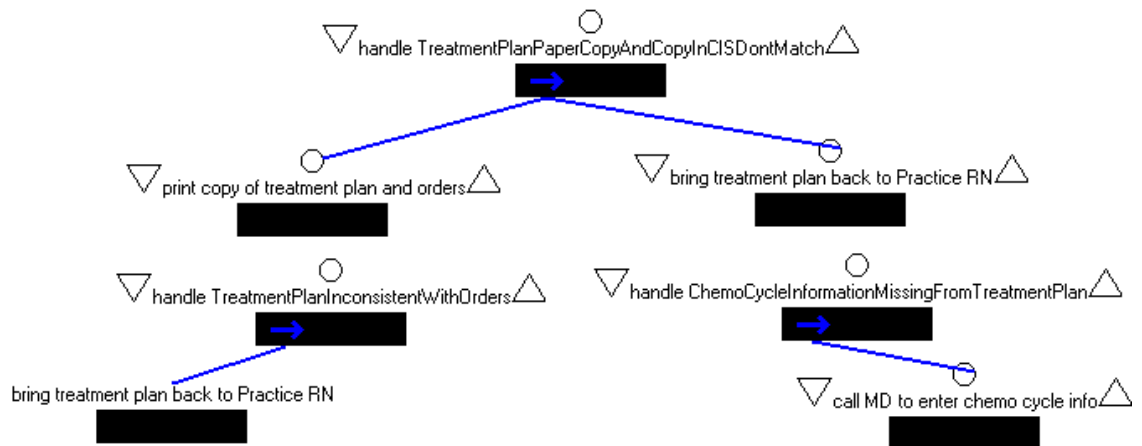 handle TreatmentPlanPaperCopyAndCopyInCISDontMatch
print copy of treatment plan and orders
bring treatment plan back to Practice RN
handle TreatmentPlanInconsistentWithOrders
handle ChemoCycleInformationMissingFromTreatmentPlan
bring treatment plan back to Practice RN
call MD to enter chemo cycle info